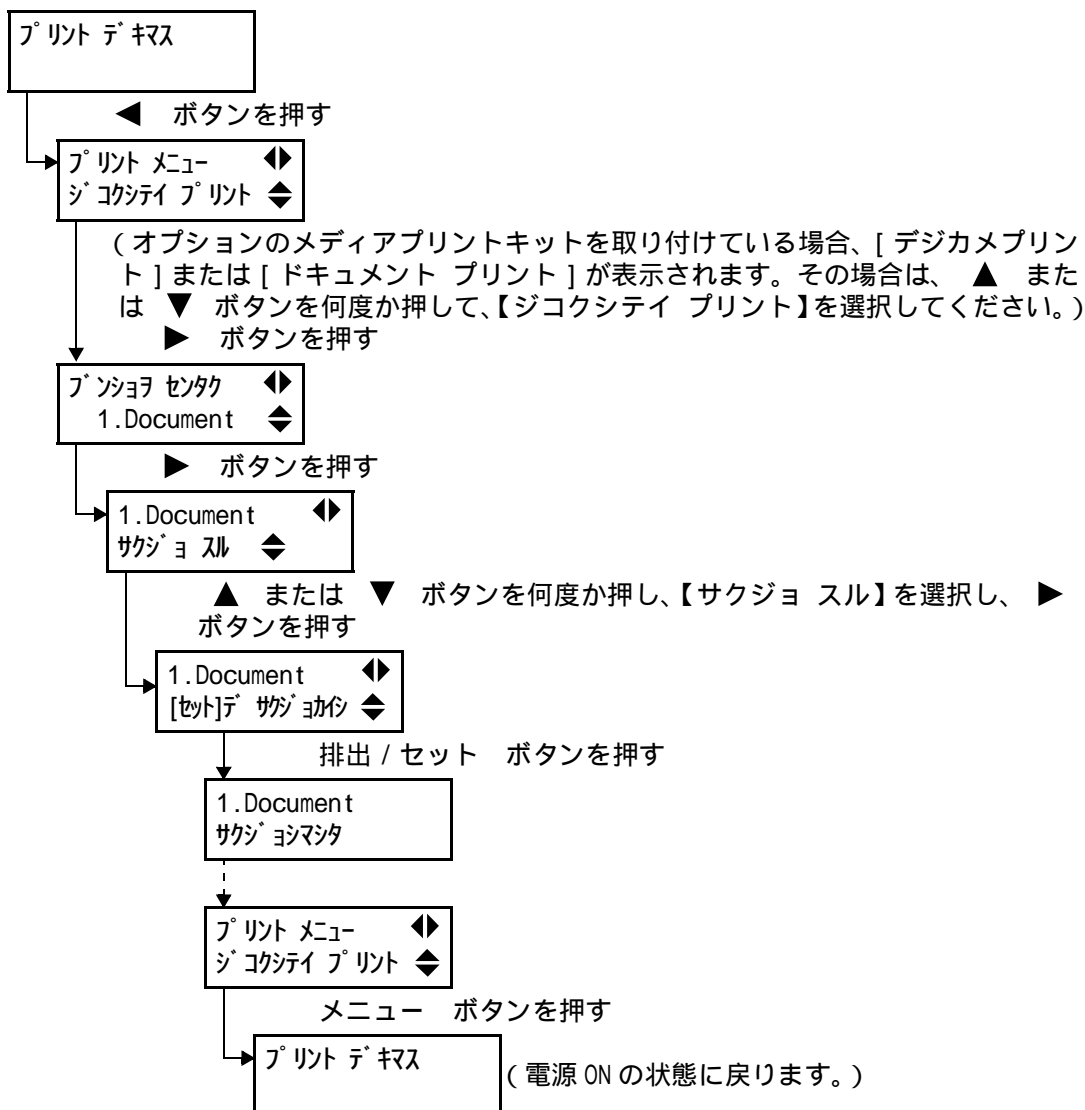 ﾌﾟﾘﾝﾄ ﾃﾞｷﾏｽ
◀ ボタンを押す
ﾌﾟﾘﾝﾄ ﾒﾆｭｰ ◀▶
ｼﾞｺｸｼﾃｲ ﾌﾟﾘﾝﾄ ▲▼
(オプションのメディアプリントキットを取り付けている場合、[デジカメプリン
ト]または[ドキュメント プリント]が表示されます。その場合は、 ▲ また
は ▼ ボタンを何度か押して、【ジコクシテイ プリント】を選択してください。)
▶ ボタンを押す
ﾌﾞﾝｼｮｦ ｾﾝﾀｸ ◀▶
1.Document ▲▼
▶ ボタンを押す
1.Document ◀▶
ｻｸｼﾞｮ ｽﾙ ▲▼
▲ または ▼ ボタンを何度か押し、【サクジョ スル】を選択し、 ▶
ボタンを押す
1.Document ◀▶
[ｾｯﾄ]ﾃﾞ ｻｸｼﾞｮｶｲｼ ▲▼
排出/セット ボタンを押す
1.Document
ｻｸｼﾞｮｼﾏｼﾀ
ﾌﾟﾘﾝﾄ ﾒﾆｭｰ ◀▶
ｼﾞｺｸｼﾃｲ ﾌﾟﾘﾝﾄ ▲▼
メニュー ボタンを押す
ﾌﾟﾘﾝﾄ ﾃﾞｷﾏｽ
(電源 ON の状態に戻ります。)